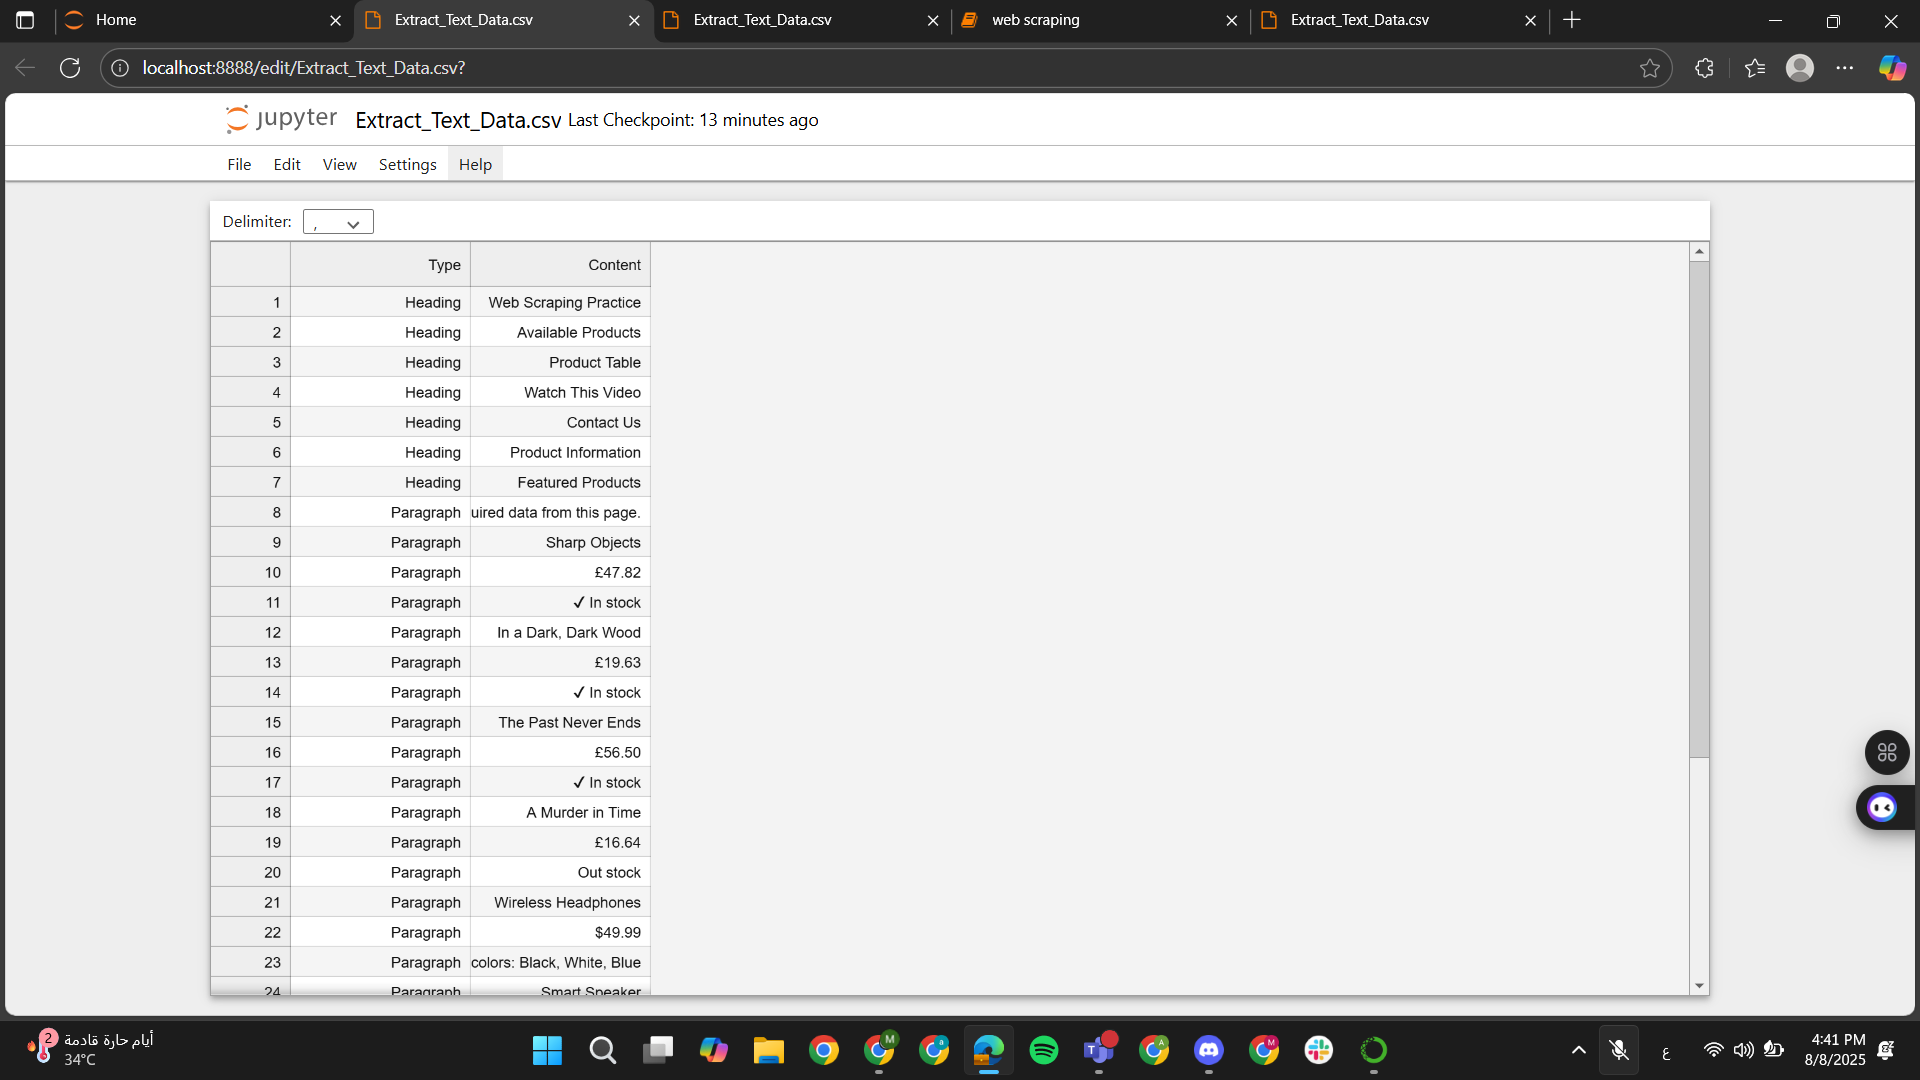 Home
Extract_Text_Data.csv
Extract_Text_Data.csv
web scraping
Extract_Text_Data.csv
localhost:8888/edit/Extract_Text_Data.csv?
jupyter Extract_Text_Data.csv Last Checkpoint: 13 minutes ago
File Edit View Settings Help
Delimiter: ,
Type Content
1 Heading Web Scraping Practice
2 Heading Available Products
3 Heading Product Table
4 Heading Watch This Video
5 Heading Contact Us
6 Heading Product Information
7 Heading Featured Products
8 Paragraph uired data from this page.
9 Paragraph Sharp Objects
10 Paragraph £47.82
11 Paragraph ✓ In stock
12 Paragraph In a Dark, Dark Wood
13 Paragraph £19.63
14 Paragraph ✓ In stock
15 Paragraph The Past Never Ends
16 Paragraph £56.50
17 Paragraph ✓ In stock
18 Paragraph A Murder in Time
19 Paragraph £16.64
20 Paragraph Out stock
21 Paragraph Wireless Headphones
22 Paragraph $49.99
23 Paragraph colors: Black, White, Blue
24 Paragraph Smart Speaker
2
أيام حارة قادمة
34°C
M
a
T
A
M
ع
4:41 PM
8/8/2025